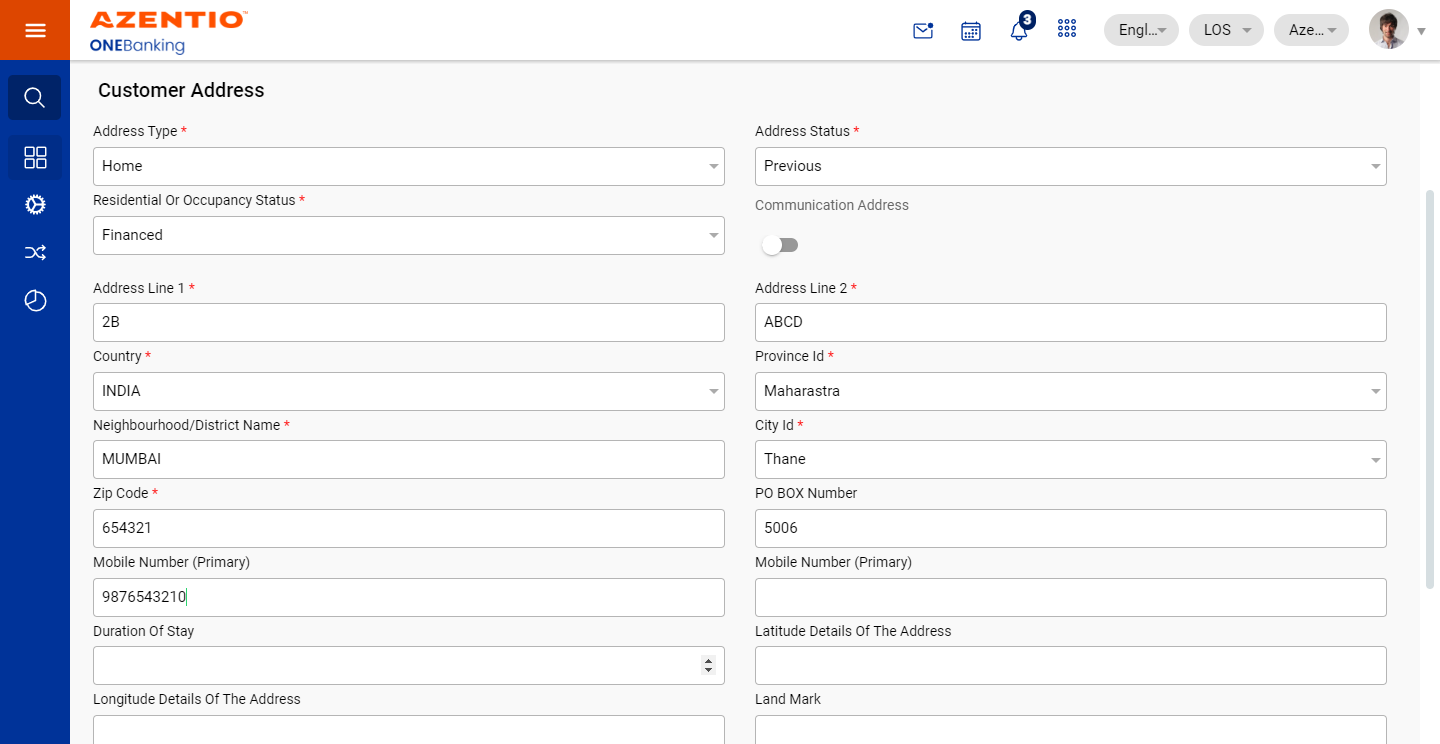 AZENTIO™
ONEBanking
3
Engl...
LOS
Aze...
Customer Address
Address Type *
Address Status *
Home
Previous
Residential Or Occupancy Status *
Communication Address
Financed
Address Line 1 *
Address Line 2 *
2B
ABCD
Country *
Province Id *
INDIA
Maharastra
Neighbourhood/District Name *
City Id *
MUMBAI
Thane
Zip Code *
PO BOX Number
654321
5006
Mobile Number (Primary)
Mobile Number (Primary)
9876543210
Duration Of Stay
Latitude Details Of The Address
Longitude Details Of The Address
Land Mark